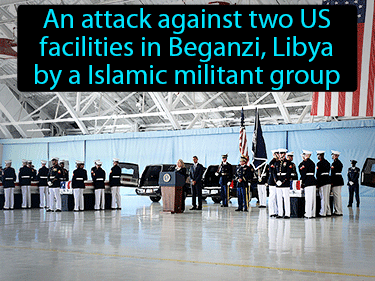 An attack against two US
facilities in Beganzi, Libya
by a Islamic militant group